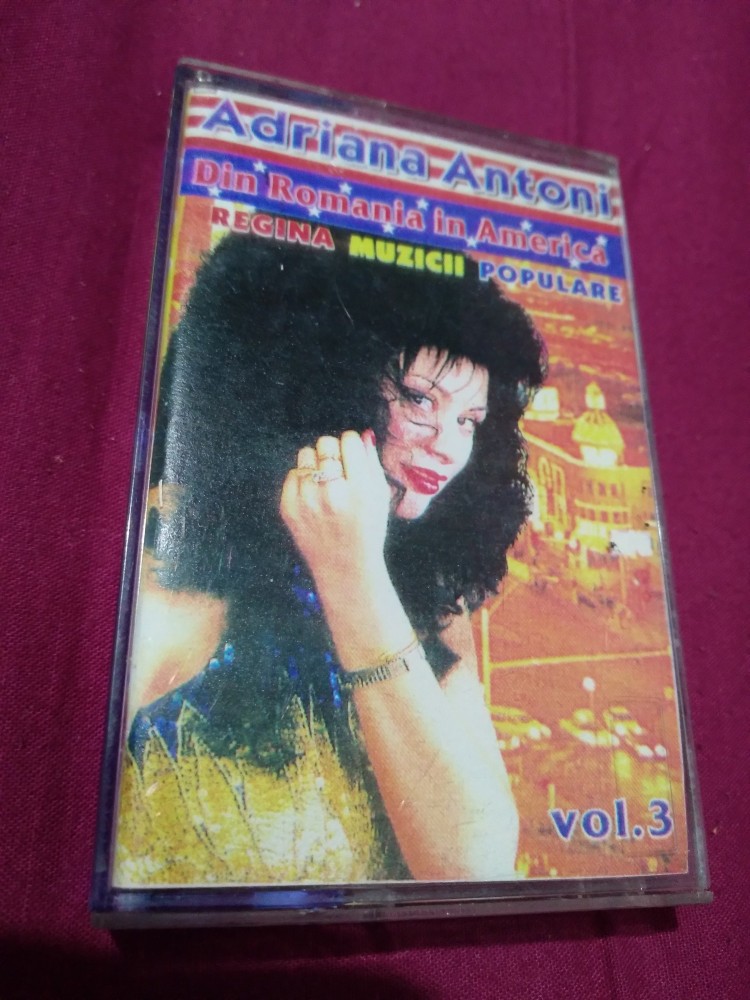 Adriana Antoni
Din Romania in America
REGINA MUZICII POPULARE
vol.3